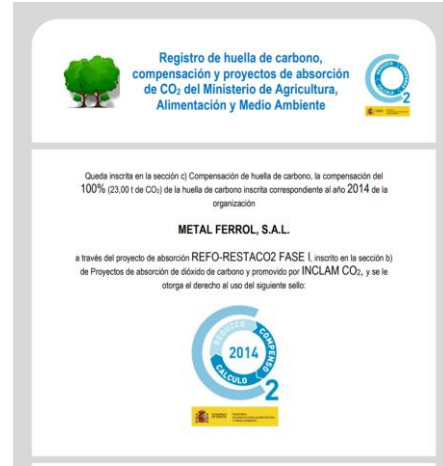 Registro de huella de carbono,
compensación y proyectos de absorción
de CO₂ del Ministerio de Agricultura,
Alimentación y Medio Ambiente
2
Queda inscrita en la sección c) Compensación de huella de carbono, la compensación del
100% (23,00 t de CO₂) de la huella de carbono inscrita correspondiente al año 2014 de la
organización
METAL FERROL, S.A.L.
a través del proyecto de absorción REFO-RESTACO2 FASE I, inscrito en la sección b)
de Proyectos de absorción de dióxido de carbono y promovido por INCLAM CO₂, y se le
otorga el derecho al uso del siguiente sello:
REDUZCO COMPENSO
2014
CALCULO
2